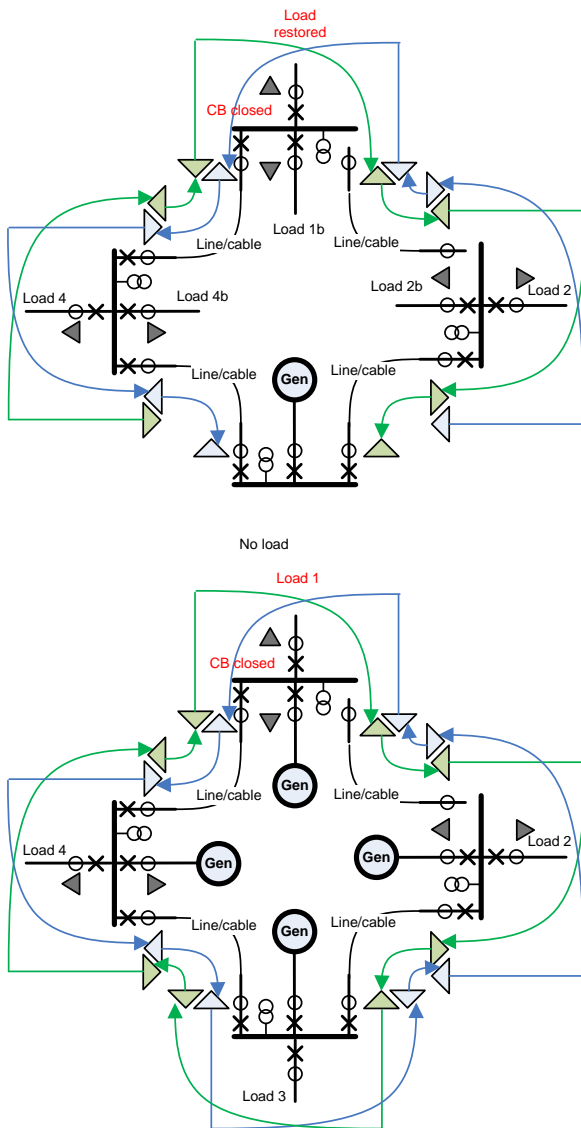 Load
restored
CB closed
Load 1b
Line/cable
Line/cable
Load 4
Load 4b
Load 2b
Load 2
Gen
Line/cable
Line/cable
No load
Load 1
CB closed
Gen
Line/cable
Line/cable
Load 4
Gen
Gen
Load 2
Gen
Line/cable
Line/cable
Load 3